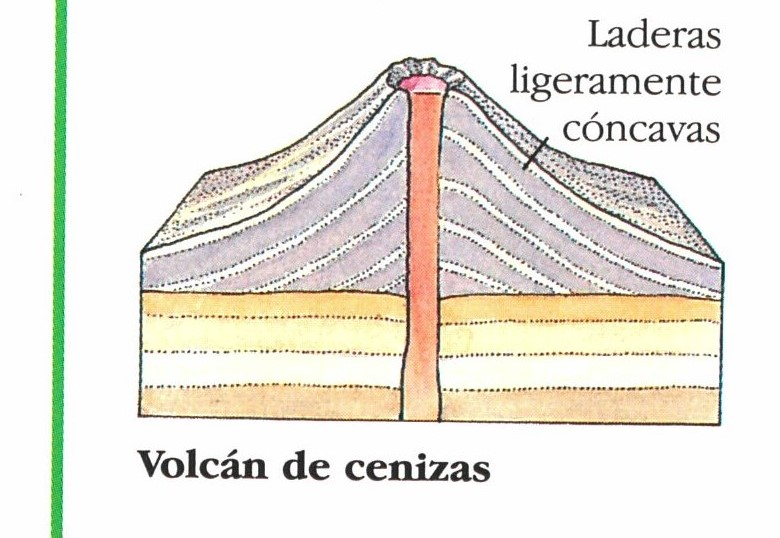 Laderas
ligeramente
cóncavas
Volcán de cenizas